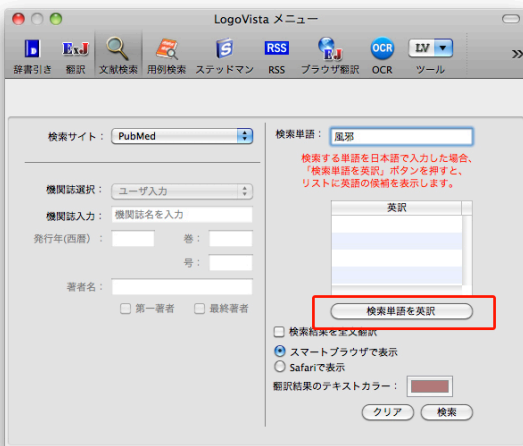 LogoVista メニュー
ExJ
RSS
EJ
OCR
LV
辞書引き 翻訳 文献検索 用例検索 ステッドマン RSS ブラウザ翻訳 OCR ツール
検索サイト： PubMed
機関誌選択： ユーザ入力
機関誌入力： 機関誌名を入力
発行年(西暦)： 巻：
号：
著者名：
第一著者 最終著者
検索単語： 風邪
検索する単語を日本語で入力した場合、
「検索単語を英訳」ボタンを押すと、
リストに英語の候補を表示します。
英訳
検索単語を英訳
検索結果を全文翻訳
スマートブラウザで表示
Safariで表示
翻訳結果のテキストカラー：
クリア 検索